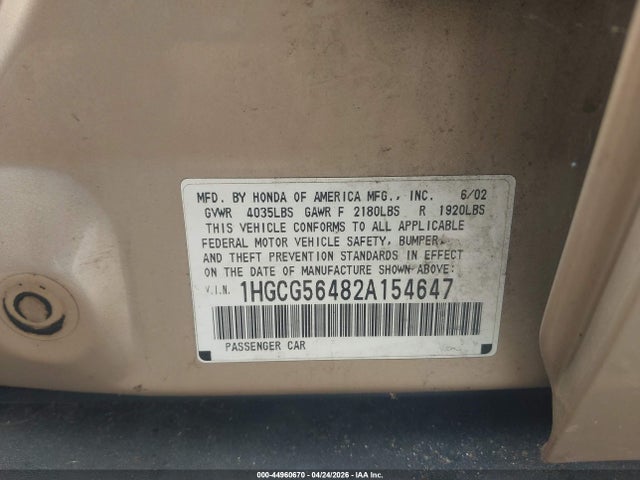 MFD. BY HONDA OF AMERICA MFG., INC. 6/02
GVWR 4035LBS GAWR F 2180LBS R 1920LBS
THIS VEHICLE CONFORMS TO ALL APPLICABLE
FEDERAL MOTOR VEHICLE SAFETY, BUMPER,
AND THEFT PREVENTION STANDARDS IN EFFECT
ON THE DATE OF MANUFACTURE SHOWN ABOVE:
V.I.N. 1HGCG56482A154647
PASSENGER CAR
000-44960670 - 04/24/2026 - IAA Inc.